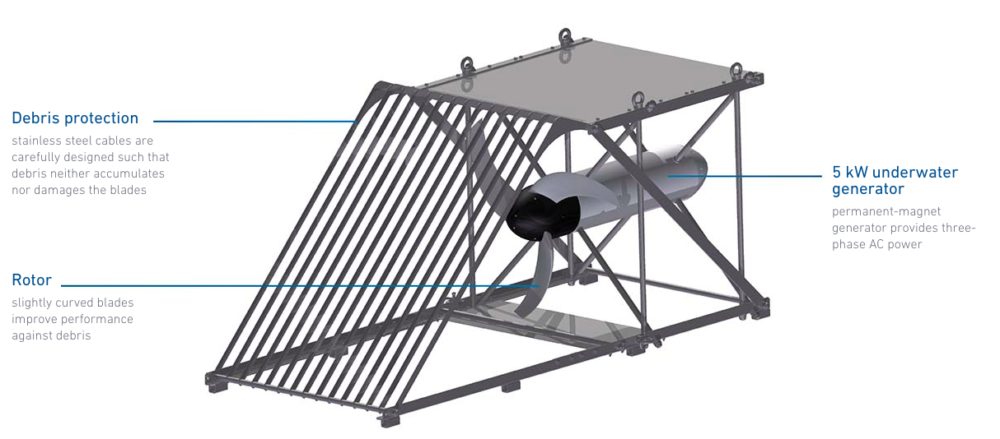 Debris protection
stainless steel cables are
carefully designed such that
debris neither accumulates
nor damages the blades
Rotor
slightly curved blades
improve performance
against debris
5 kW underwater
generator
permanent-magnet
generator provides three-
phase AC power